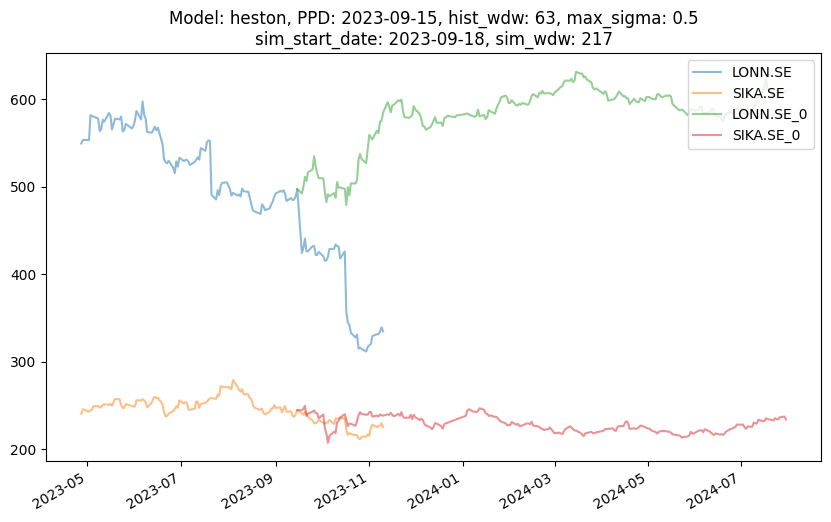 Model: heston, PPD: 2023-09-15, hist_wdw: 63, max_sigma: 0.5
sim_start_date: 2023-09-18, sim_wdw: 217
LONN.SE
SIKA.SE
LONN.SE_0
SIKA.SE_0
600
500
400
300
200
2023-05
2023-07
2023-09
2023-11
2024-01
2024-03
2024-05
2024-07